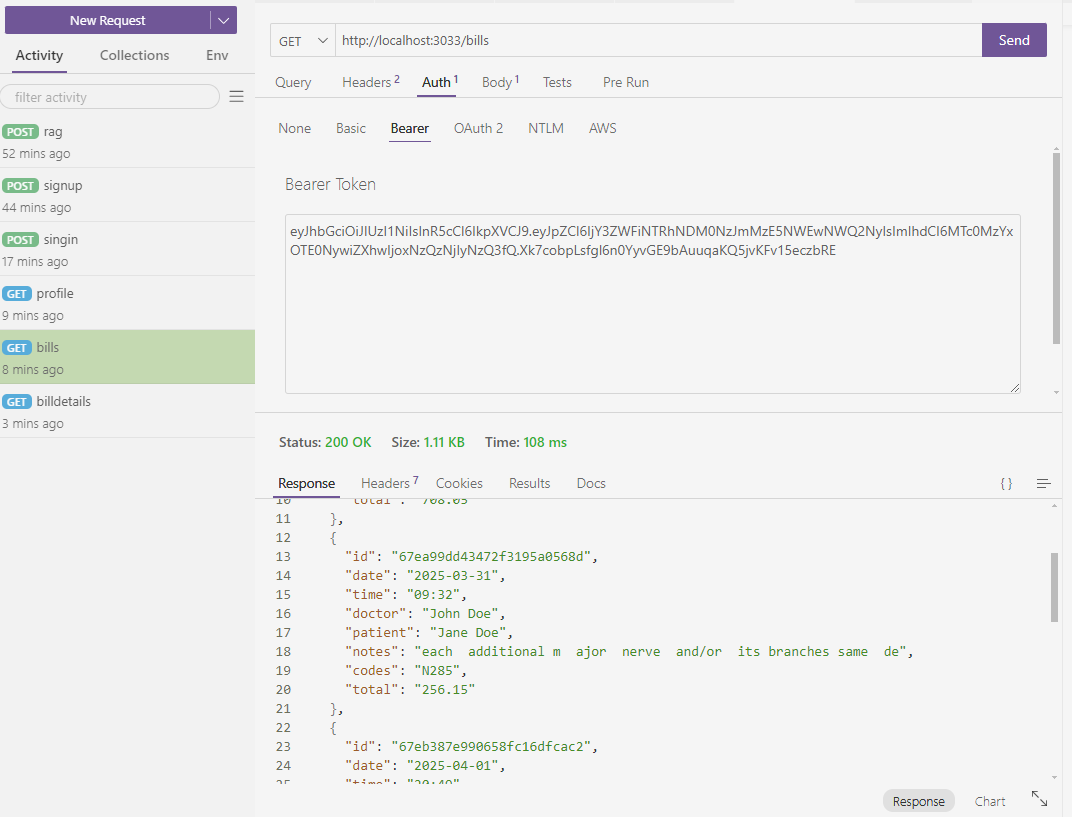 New Request
Activity Collections Env
filter activity
POST rag
52 mins ago
POST signup
44 mins ago
POST singin
17 mins ago
GET profile
9 mins ago
GET bills
8 mins ago
GET billdetails
3 mins ago
GET http://localhost:3033/bills Send
Query Headers 2 Auth 1 Body 1 Tests Pre Run
None Basic Bearer OAuth 2 NTLM AWS
Bearer Token
Status: 200 OK Size: 1.11 KB Time: 108 ms
Response Headers 7 Cookies Results Docs
{ }
10 "total": "708.05"
11 },
12 {
13 "id": "67ea99dd43472f3195a0568d",
14 "date": "2025-03-31",
15 "time": "09:32",
16 "doctor": "John Doe",
17 "patient": "Jane Doe",
18 "notes": "each  additional m  ajor  nerve  and/or  its branches same  de",
19 "codes": "N285",
20 "total": "256.15"
21 },
22 {
23 "id": "67eb387e990658fc16dfcac2",
24 "date": "2025-04-01",
25 "time": "20:49"
Response Chart